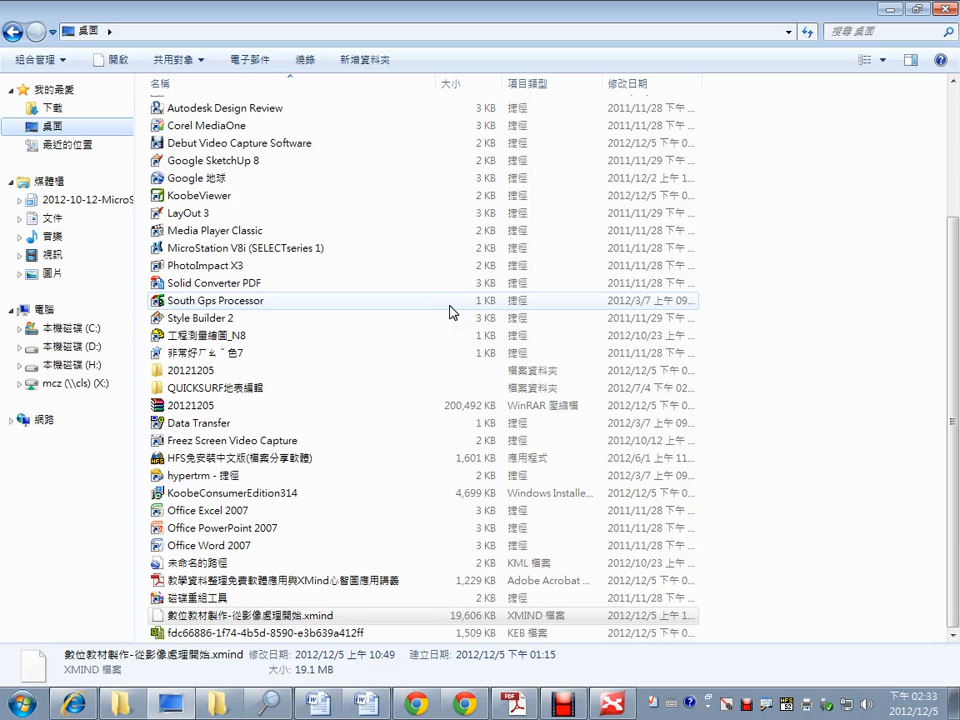 桌面
搜尋 桌面
組合管理 開啟 共用對象 電子郵件 燒錄 新增資料夾
名稱 大小 項目類型 修改日期
我的最愛
下載
桌面
最近的位置
媒體櫃
2012-10-12-MicroS
文件
音樂
視訊
圖片
電腦
本機磁碟 (C:)
本機磁碟 (D:)
本機磁碟 (H:)
mcz (\\cls) (X:)
網路
Autodesk Design Review 3 KB 捷徑 2011/11/28 下午 ...
Corel MediaOne 3 KB 捷徑 2011/11/28 下午 ...
Debut Video Capture Software 2 KB 捷徑 2012/12/5 下午 0...
Google SketchUp 8 2 KB 捷徑 2011/11/29 下午 ...
Google 地球 3 KB 捷徑 2011/12/2 上午 1...
KoobeViewer 2 KB 捷徑 2012/12/5 下午 0...
LayOut 3 3 KB 捷徑 2011/11/29 下午 ...
Media Player Classic 2 KB 捷徑 2011/11/28 下午 ...
MicroStation V8i (SELECTseries 1) 2 KB 捷徑 2011/11/28 下午 ...
PhotoImpact X3 2 KB 捷徑 2011/11/28 下午 ...
Solid Converter PDF 3 KB 捷徑 2011/11/28 下午 ...
South Gps Processor 1 KB 捷徑 2012/3/7 上午 09...
Style Builder 2 3 KB 捷徑 2011/11/29 下午 ...
工程測量繪圖_N8 1 KB 捷徑 2012/10/23 上午 ...
非常好ㄏㄠˇ色7 1 KB 捷徑 2011/11/28 下午 ...
20121205 檔案資料夾 2012/12/5 下午 0...
QUICKSURF地表編輯 檔案資料夾 2012/7/4 下午 02...
20121205 200,492 KB WinRAR 壓縮檔 2012/12/5 下午 0...
Data Transfer 1 KB 捷徑 2012/3/7 上午 09...
Freez Screen Video Capture 2 KB 捷徑 2012/10/12 下午 ...
HFS免安裝中文版(檔案分享軟體) 1,601 KB 應用程式 2012/6/1 上午 11...
hypertrm - 捷徑 2 KB 捷徑 2012/3/7 上午 09...
KoobeConsumerEdition314 4,699 KB Windows Installe... 2012/12/5 下午 0...
Office Excel 2007 3 KB 捷徑 2011/11/28 下午 ...
Office PowerPoint 2007 3 KB 捷徑 2011/11/28 下午 ...
Office Word 2007 3 KB 捷徑 2011/11/28 下午 ...
未命名的路徑 2 KB KML 檔案 2012/10/23 上午 ...
教學資料整理免費軟體應用與XMind心智圖應用講義 1,229 KB Adobe Acrobat ... 2012/12/5 下午 0...
磁碟重組工具 2 KB 捷徑 2011/11/28 下午 ...
數位教材製作-從影像處理開始.xmind 19,606 KB XMIND 檔案 2012/12/5 上午 1...
fdc66886-1f74-4b5d-8590-e3b639a412ff 1,509 KB KEB 檔案 2012/12/5 下午 0...
數位教材製作-從影像處理開始.xmind 修改日期: 2012/12/5 上午 10:49 建立日期: 2012/12/5 下午 01:15
XMIND 檔案 大小: 19.1 MB
下午 02:33
2012/12/5